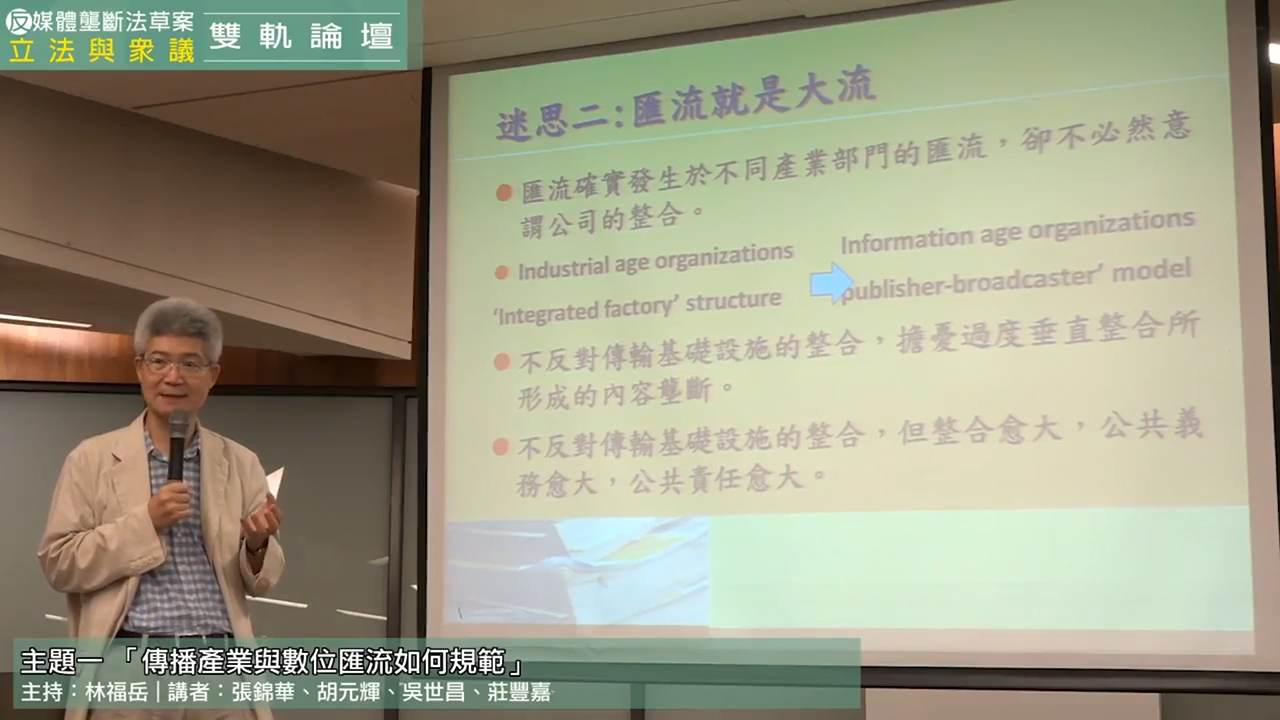 反媒體壟斷法草案
立法與眾議 雙軌論壇
迷思二:匯流就是大流
匯流確實發生於不同產業部門的匯流，卻不必然意
謂公司的整合。
Industrial age organizations
Information age organizations
‘Integrated factory’ structure
publisher-broadcaster’ model
不反對傳輸基礎設施的整合，擔憂過度垂直整合所
形成的內容壟斷。
不反對傳輸基礎設施的整合，但整合愈大，公共義
務愈大，公共責任愈大。
主題一 「傳播產業與數位匯流如何規範」
主持：林福岳 | 講者：張錦華、胡元輝、吳世昌、莊豐嘉